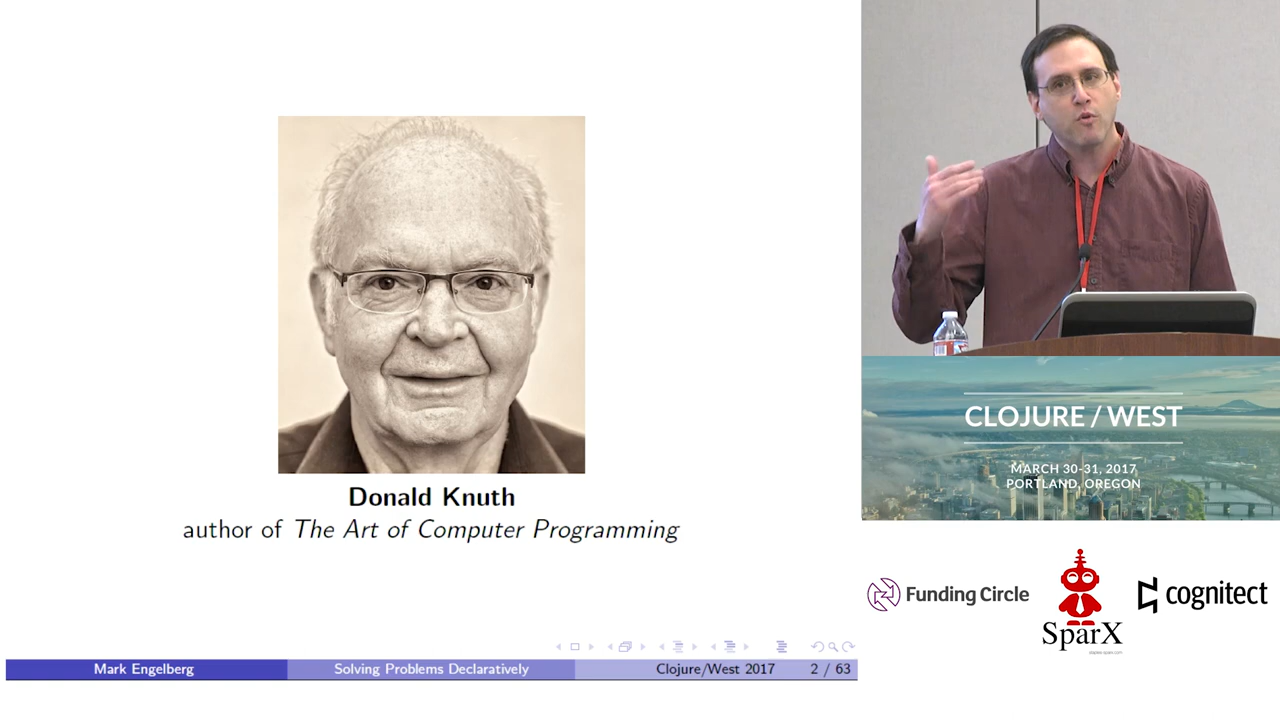 Donald Knuth
author of The Art of Computer Programming
Mark Engelberg
Solving Problems Declaratively
Clojure/West 2017
2 / 63
CLOJURE / WEST
MARCH 30-31, 2017
PORTLAND, OREGON
Funding Circle
SparX
cognitect